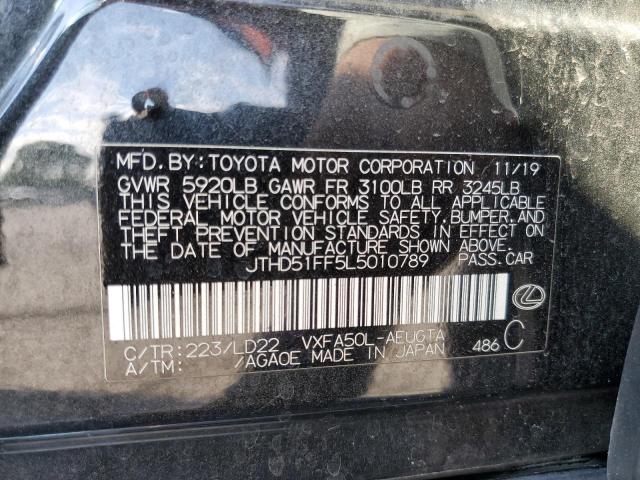 MFD.BY:TOYOTA MOTOR CORPORATION 11/19
GVWR 5920LB GAWR FR 3100LB RR 3245LB
THIS VEHICLE CONFORMS TO ALL APPLICABLE
FEDERAL MOTOR VEHICLE SAFETY,BUMPER,AND
THEFT PREVENTION STANDARDS IN EFFECT ON
THE DATE OF MANUFACTURE SHOWN ABOVE.
JTHD51FF5L5010789 PASS.CAR
C/TR:223/LD22 VXFA50L-AEUGTA
A/TM: /AGA0E MADE IN JAPAN 486 C